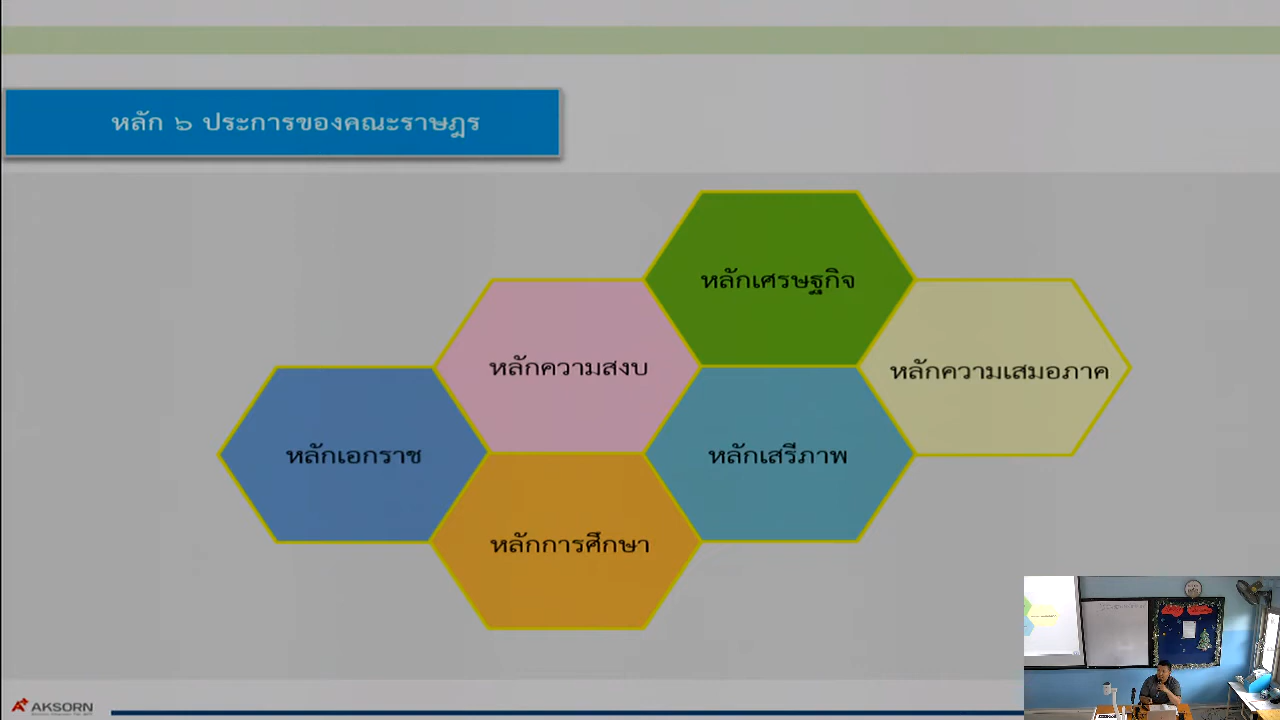 หลัก ๖ ประการของคณะราษฎร
หลักเศรษฐกิจ
หลักความสงบ
หลักความเสมอภาค
หลักเอกราช
หลักเสรีภาพ
หลักการศึกษา
AKSORN